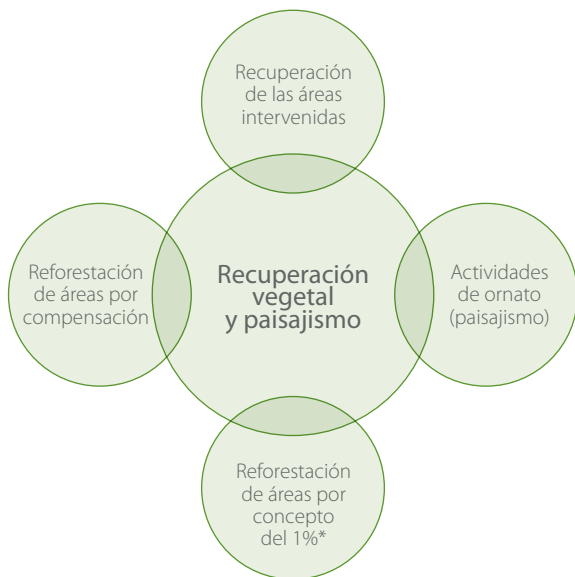 Recuperación
de las áreas
intervenidas
Reforestación
de áreas por
compensación
Recuperación
vegetal
y paisajismo
Actividades
de ornato
(paisajismo)
Reforestación
de áreas por
concepto
del 1%*